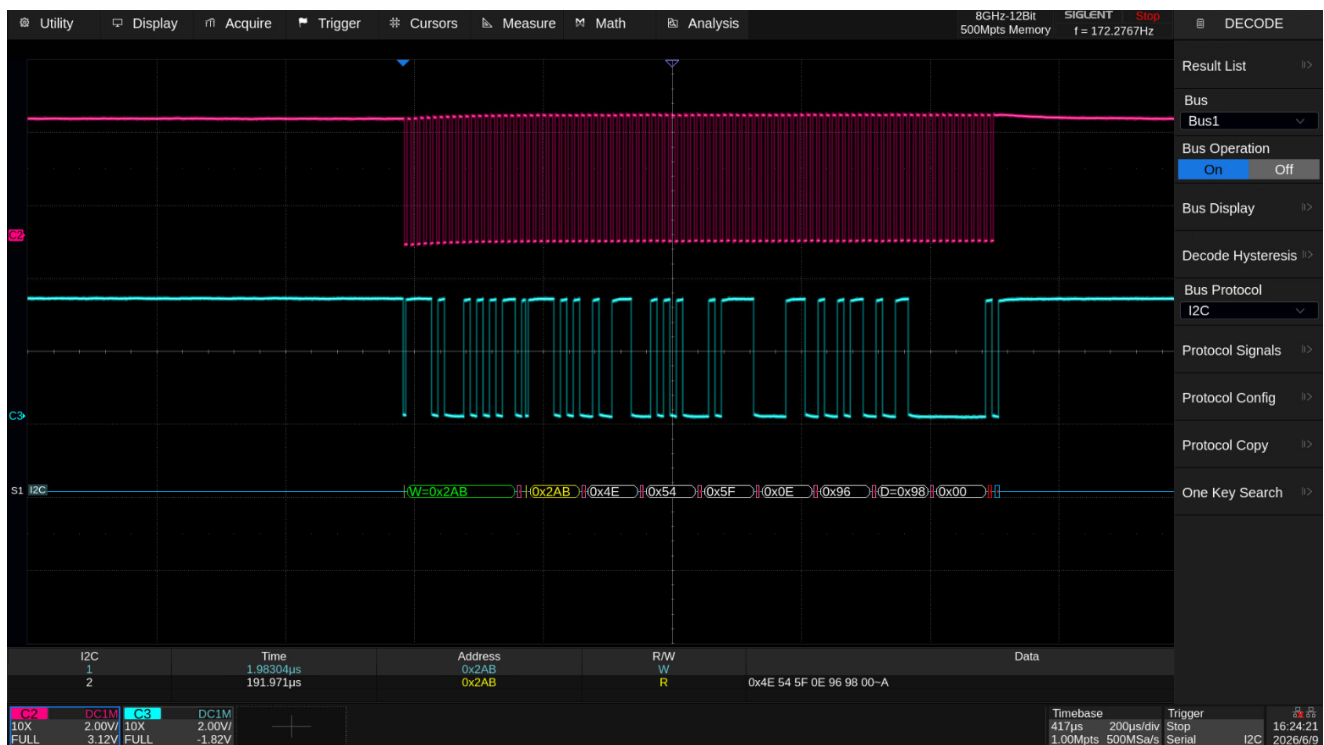 Utility Display Acquire Trigger Cursors Measure Math Analysis
8GHz-12Bit SIGLENT Stop
500Mpts Memory f = 172.2767Hz
DECODE
Result List
Bus
Bus1
Bus Operation
On Off
Bus Display
Decode Hysteresis
Bus Protocol
I2C
Protocol Signals
Protocol Config
Protocol Copy
One Key Search
C2
C3
S1 I2C W=0x2AB 0x2AB 0x4E 0x54 0x5F 0x0E 0x96 D=0x98 0x00
I2C Time Address R/W Data
1 1.98304µs 0x2AB W
2 191.971µs 0x2AB R 0x4E 54 5F 0E 96 98 00~A
C2 DC1M C3 DC1M
10X 2.00V/ 10X 2.00V/
FULL 3.12V FULL -1.82V
Timebase Trigger
417µs 200µs/div Stop 16:24:21
1.00Mpts 500MSa/s Serial I2C 2026/6/9